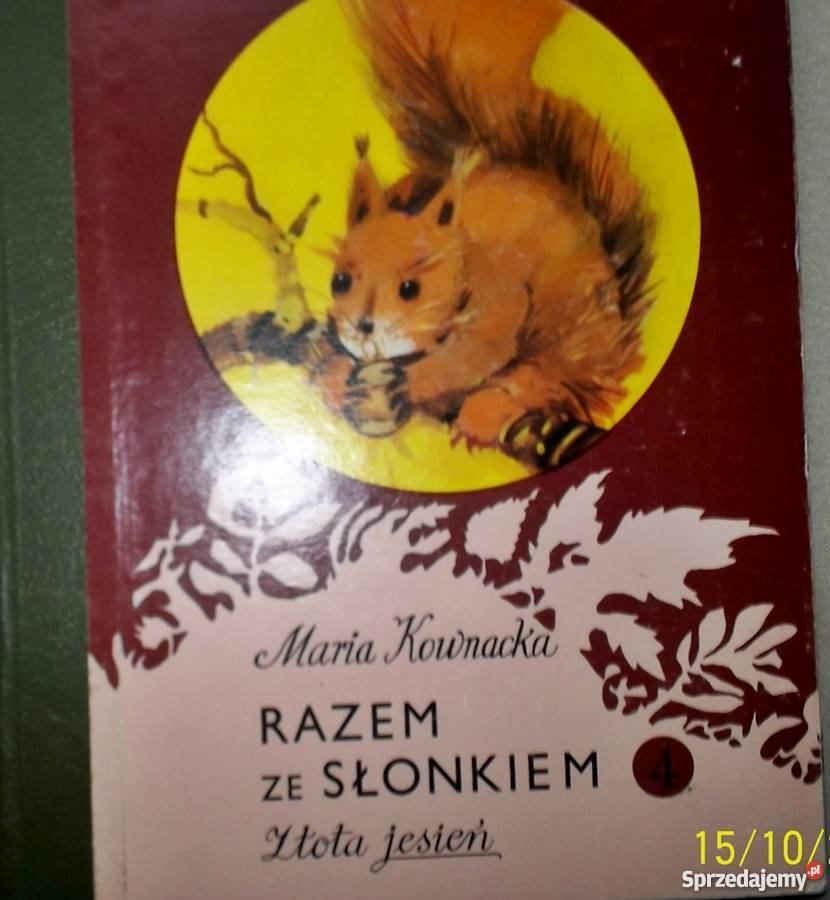 Maria Kownacka
RAZEM
ZE SŁONKIEM 4
Złota jesień
15/10/
Sprzedajemy.pl